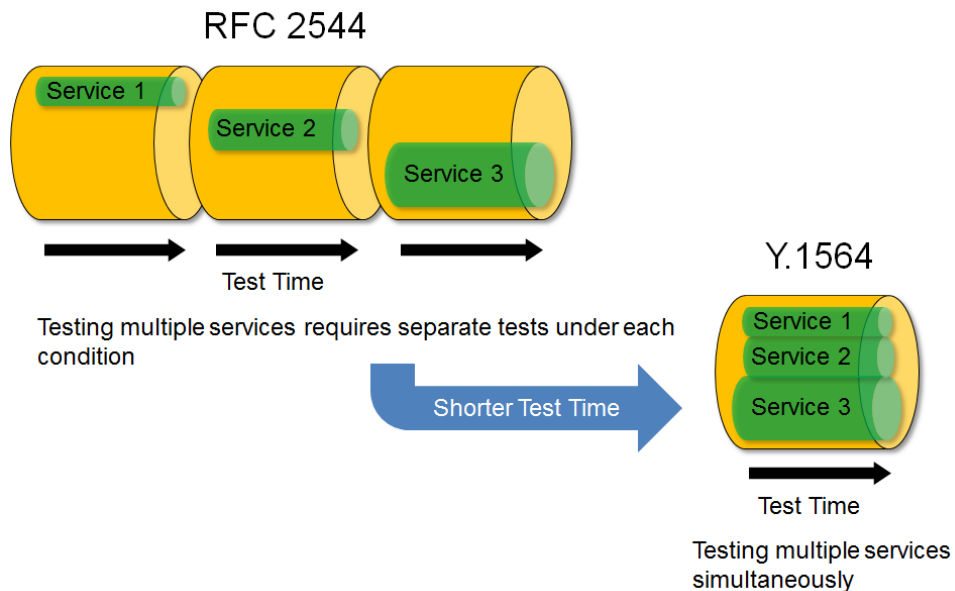 RFC 2544
Service 1
Service 2
Service 3
Test Time
Testing multiple services requires separate tests under each
condition
Shorter Test Time
Y.1564
Service 1
Service 2
Service 3
Test Time
Testing multiple services
simultaneously